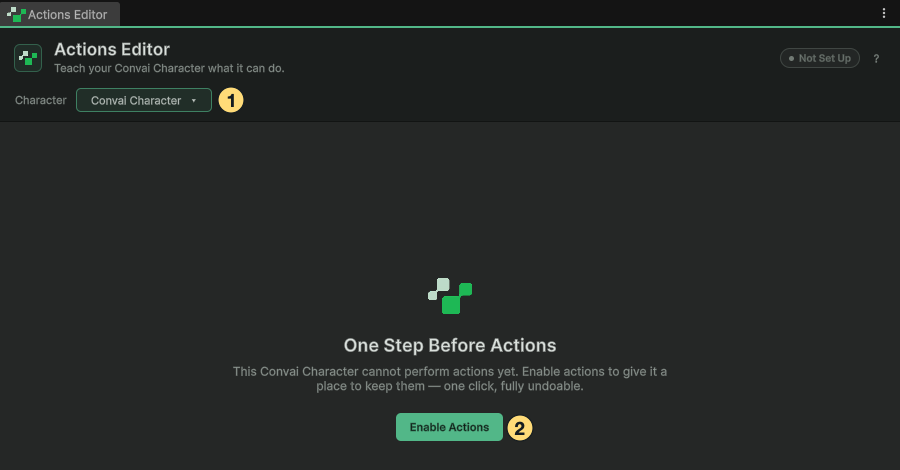 Actions Editor
Actions Editor
Teach your Convai Character what it can do.
Not Set Up
?
Character
Convai Character
1
One Step Before Actions
This Convai Character cannot perform actions yet. Enable actions to give it a
place to keep them — one click, fully undoable.
Enable Actions
2